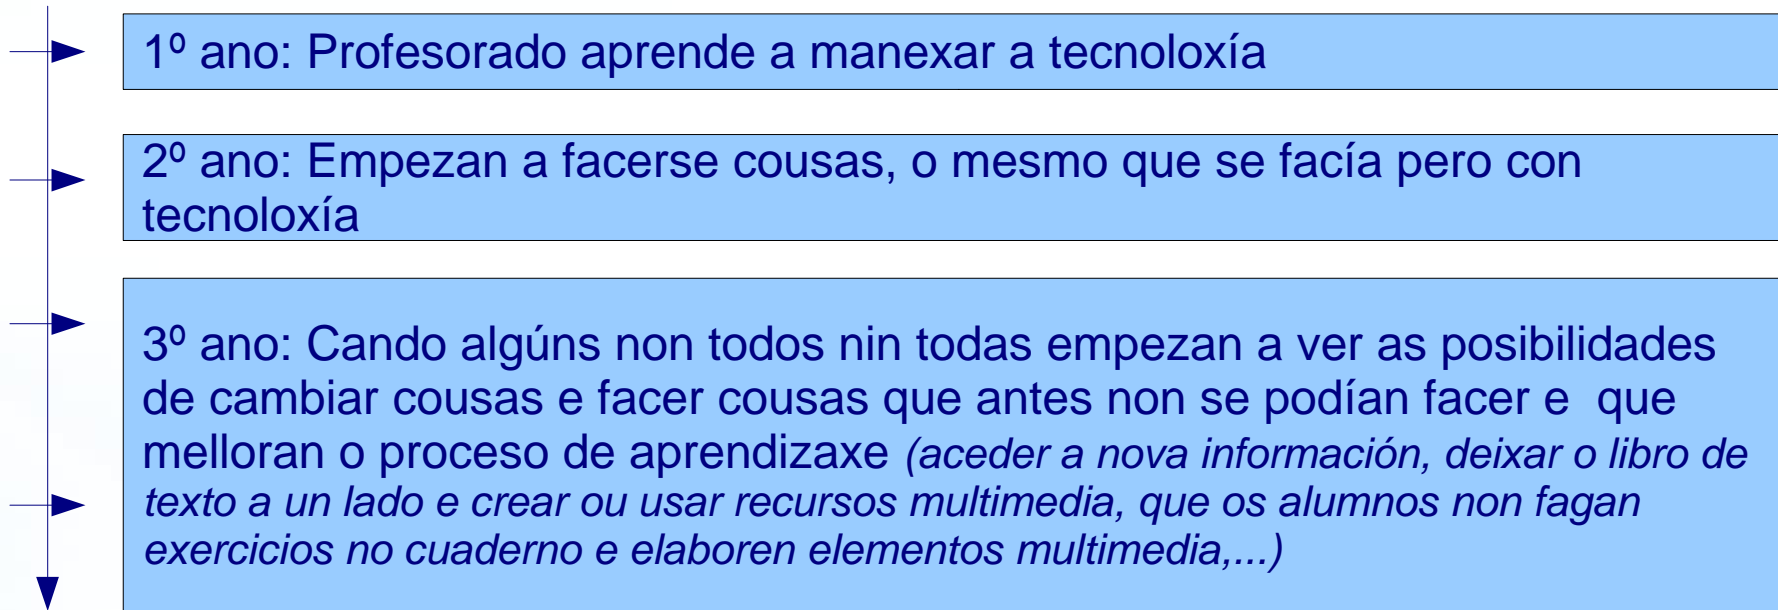 1º ano: Profesorado aprende a manexar a tecnoloxía
2º ano: Empezan a facerse cousas, o mesmo que se facía pero con
tecnoloxía
3º ano: Cando algúns non todos nin todas empezan a ver as posibilidades
de cambiar cousas e facer cousas que antes non se podían facer e  que
melloran o proceso de aprendizaxe (aceder a nova información, deixar o libro de
texto a un lado e crear ou usar recursos multimedia, que os alumnos non fagan
exercicios no cuaderno e elaboren elementos multimedia,...)